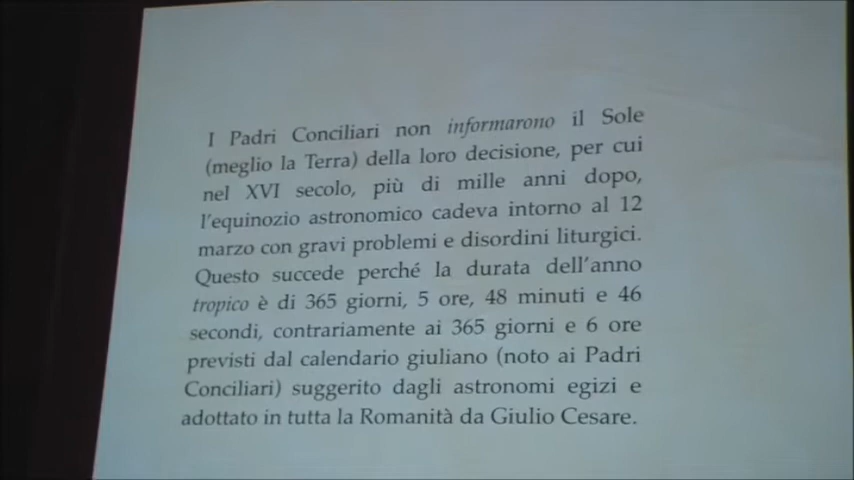 I Padri Conciliari non informarono il Sole
(meglio la Terra) della loro decisione, per cui
nel XVI secolo, più di mille anni dopo,
l'equinozio astronomico cadeva intorno al 12
marzo con gravi problemi e disordini liturgici.
Questo succede perché la durata dell'anno
tropico è di 365 giorni, 5 ore, 48 minuti e 46
secondi, contrariamente ai 365 giorni e 6 ore
previsti dal calendario giuliano (noto ai Padri
Conciliari) suggerito dagli astronomi egizi e
adottato in tutta la Romanità da Giulio Cesare.